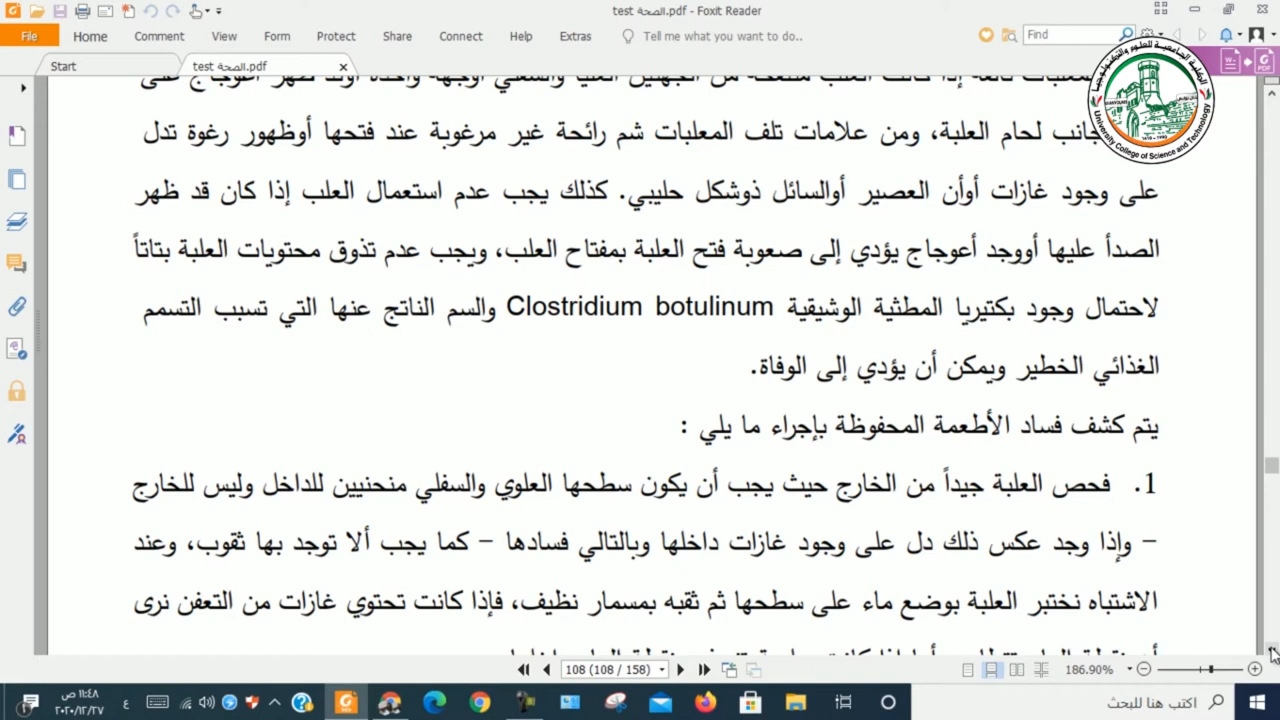 test الصحة.pdf - Foxit Reader
File Home Comment View Form Protect Share Connect Help Extras Tell me what you want to do.. Find
Start test الصحة.pdf
جانب لحام العلبة، ومن علامات تلف المعلبات شم رائحة غير مرغوبة عند فتحها أوظهور رغوة تدل
على وجود غازات أوأن العصير أوالسائل ذوشكل حليبي. كذلك يجب عدم استعمال العلب إذا كان قد ظهر
الصدأ عليها أووجد أعوجاج يؤدي إلى صعوبة فتح العلبة بمفتاح العلب، ويجب عدم تذوق محتويات العلبة بتاتاً
لاحتمال وجود بكتيريا المطثية الوشيقية Clostridium botulinum والسم الناتج عنها التي تسبب التسمم
الغذائي الخطير ويمكن أن يؤدي إلى الوفاة.
يتم كشف فساد الأطعمة المحفوظة بإجراء ما يلي :
1. فحص العلبة جيداً من الخارج حيث يجب أن يكون سطحها العلوي والسفلي منحنيين للداخل وليس للخارج
– وإذا وجد عكس ذلك دل على وجود غازات داخلها وبالتالي فسادها – كما يجب ألا توجد بها ثقوب، وعند
الاشتباه نختبر العلبة بوضع ماء على سطحها ثم ثقبه بمسمار نظيف، فإذا كانت تحتوي غازات من التعفن نرى
University College of Science and Technology
108 (108 / 158)
186.90%
١١:٤٨ ص
٢٠٢٠/١٢/٢٧
ع
اكتب هنا للبحث